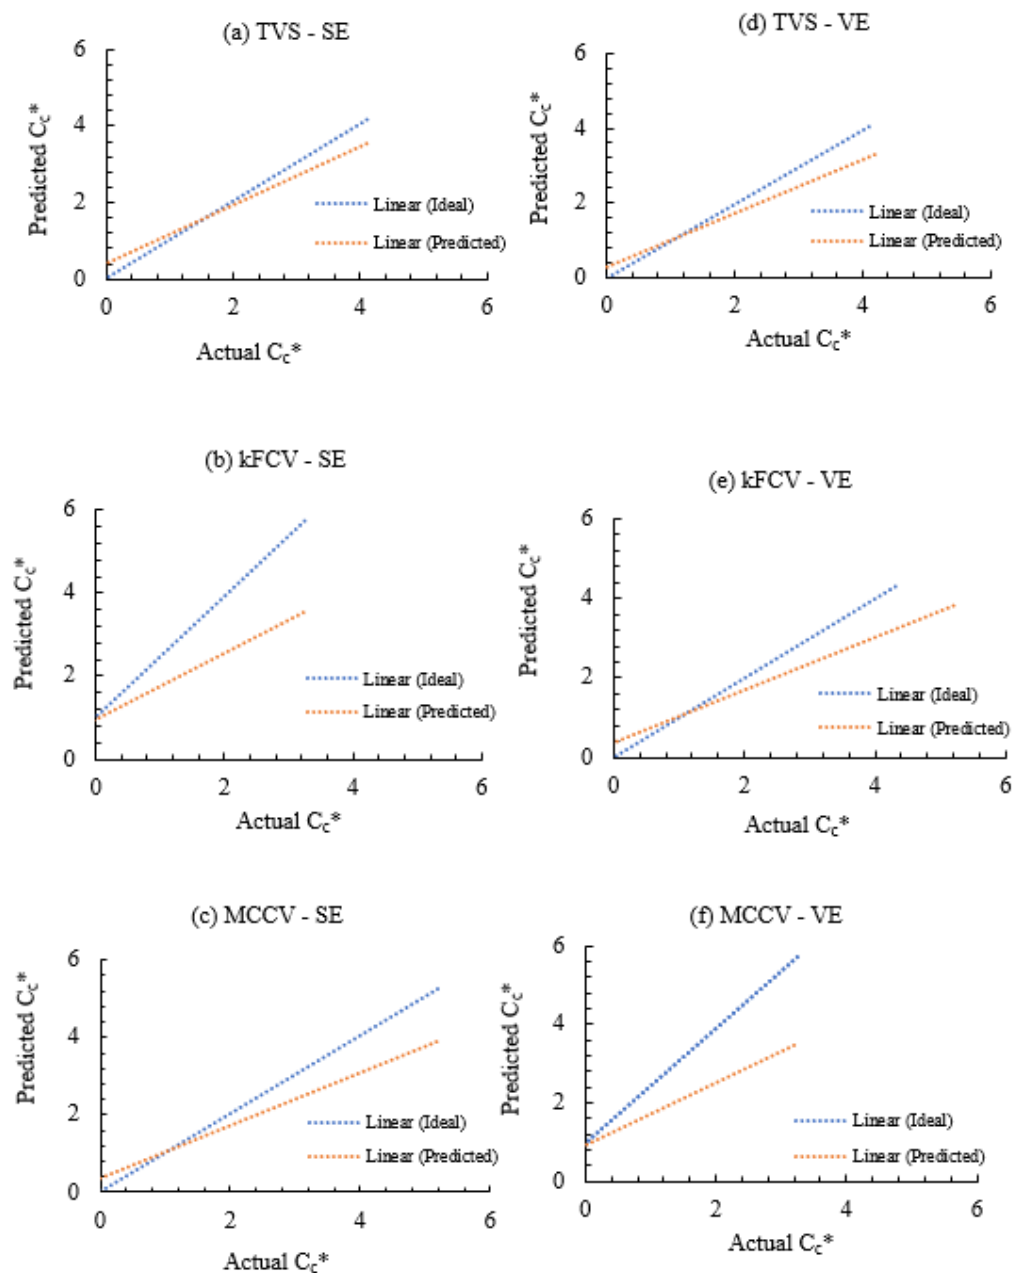 (a) TVS - SE
6
4
2
0
0 2 4 6
Predicted Cc*
Actual Cc*
Linear (Ideal)
Linear (Predicted)
(d) TVS - VE
6
4
2
0
0 2 4 6
Predicted Cc*
Actual Cc*
Linear (Ideal)
Linear (Predicted)
(b) kFCV - SE
6
4
2
0
0 2 4 6
Predicted Cc*
Actual Cc*
Linear (Ideal)
Linear (Predicted)
(e) kFCV - VE
6
4
2
0
0 2 4 6
Predicted Cc*
Actual Cc*
Linear (Ideal)
Linear (Predicted)
(c) MCCV - SE
6
4
2
0
0 2 4 6
Predicted Cc*
Actual Cc*
Linear (Ideal)
Linear (Predicted)
(f) MCCV - VE
6
4
2
0
0 2 4 6
Predicted Cc*
Actual Cc*
Linear (Ideal)
Linear (Predicted)